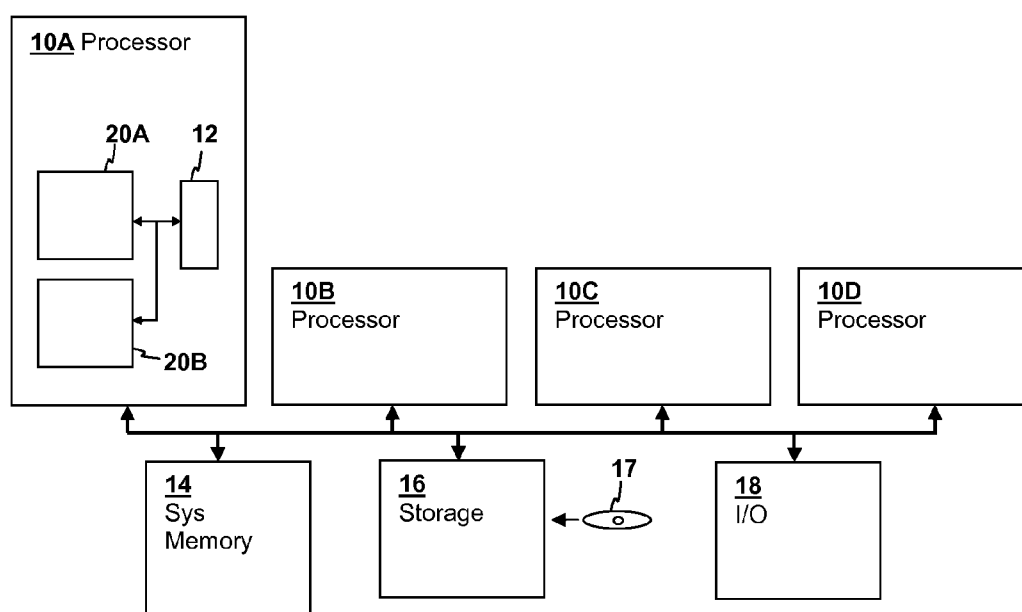 10A Processor
20A
12
20B
10B
Processor
10C
Processor
10D
Processor
14
Sys
Memory
16
Storage
17
18
I/O